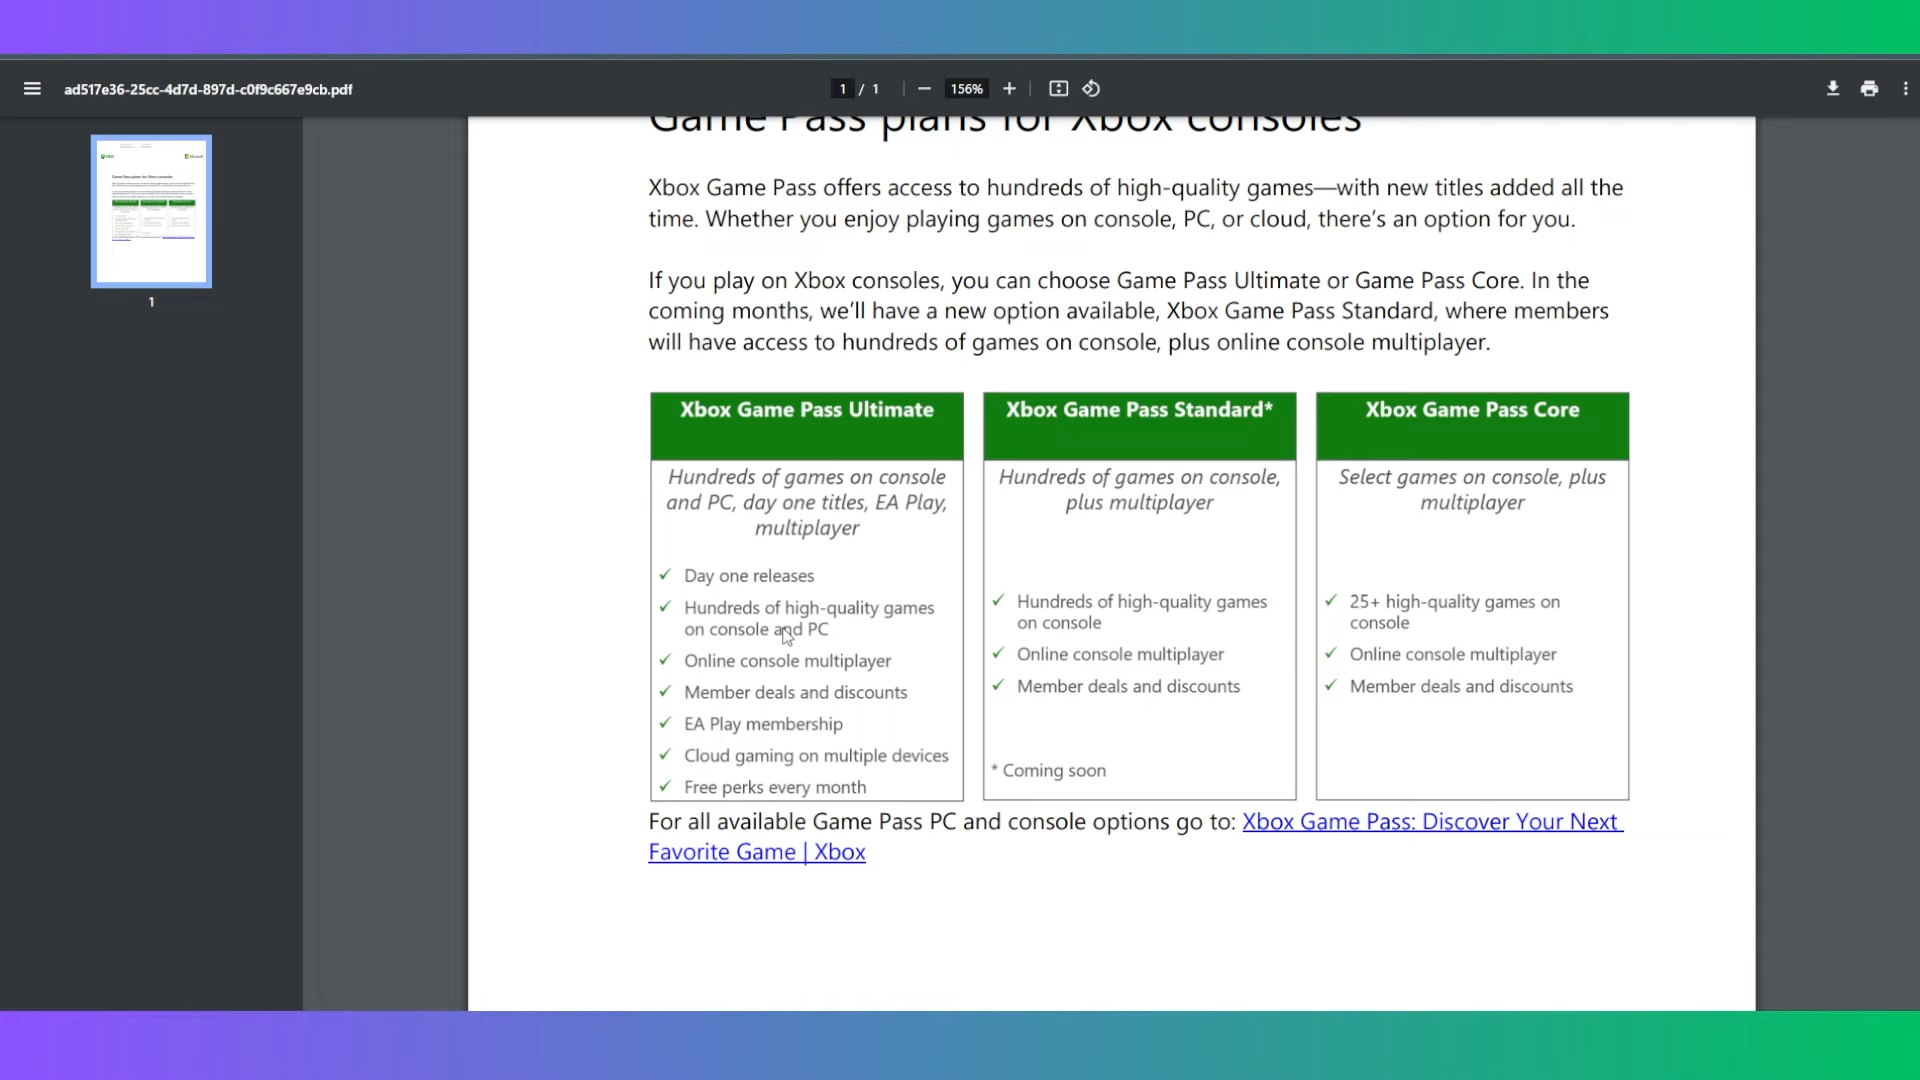 ad517e36-25cc-4d7d-897d-c0f9c667e9cb.pdf
1 / 1
156%
1
Game Pass plans for Xbox consoles
Xbox Game Pass offers access to hundreds of high-quality games—with new titles added all the
time. Whether you enjoy playing games on console, PC, or cloud, there's an option for you.
If you play on Xbox consoles, you can choose Game Pass Ultimate or Game Pass Core. In the
coming months, we'll have a new option available, Xbox Game Pass Standard, where members
will have access to hundreds of games on console, plus online console multiplayer.
Xbox Game Pass Ultimate
Hundreds of games on console
and PC, day one titles, EA Play,
multiplayer
✓ Day one releases
✓ Hundreds of high-quality games
on console and PC
✓ Online console multiplayer
✓ Member deals and discounts
✓ EA Play membership
✓ Cloud gaming on multiple devices
✓ Free perks every month
Xbox Game Pass Standard*
Hundreds of games on console,
plus multiplayer
✓ Hundreds of high-quality games
on console
✓ Online console multiplayer
✓ Member deals and discounts
* Coming soon
Xbox Game Pass Core
Select games on console, plus
multiplayer
✓ 25+ high-quality games on
console
✓ Online console multiplayer
✓ Member deals and discounts
For all available Game Pass PC and console options go to: Xbox Game Pass: Discover Your Next
Favorite Game | Xbox